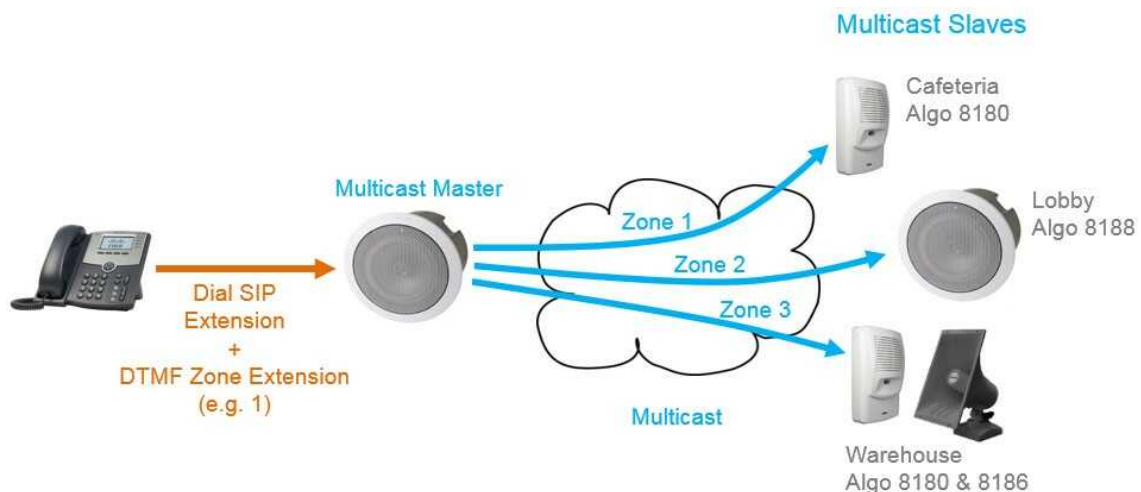 Multicast Slaves
Cafeteria
Algo 8180
Multicast Master
Lobby
Algo 8188
Zone 1
Zone 2
Zone 3
Dial SIP
Extension
+
DTMF Zone Extension
(e.g. 1)
Multicast
Warehouse
Algo 8180 & 8186